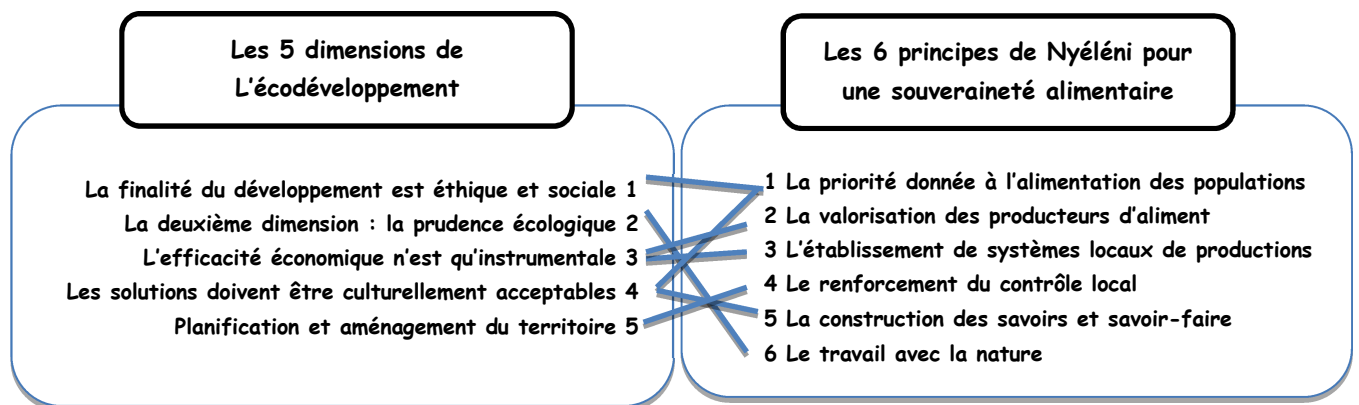 Les 5 dimensions de
L'écodéveloppement
La finalité du développement est éthique et sociale 1
La deuxième dimension : la prudence écologique 2
L'efficacité économique n'est qu'instrumentale 3
Les solutions doivent être culturellement acceptables 4
Planification et aménagement du territoire 5
Les 6 principes de Nyéléni pour
une souveraineté alimentaire
1 La priorité donnée à l'alimentation des populations
2 La valorisation des producteurs d'aliment
3 L'établissement de systèmes locaux de productions
4 Le renforcement du contrôle local
5 La construction des savoirs et savoir-faire
6 Le travail avec la nature